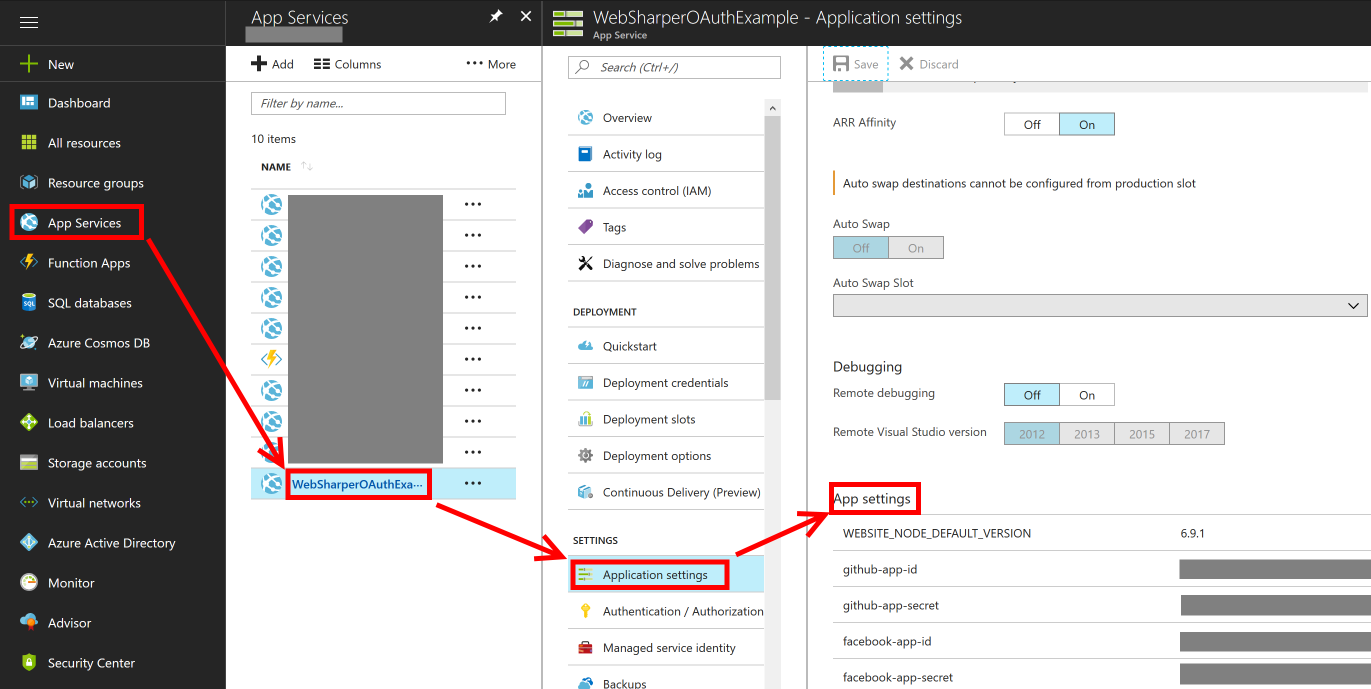 New
Dashboard
All resources
Resource groups
App Services
Function Apps
SQL databases
Azure Cosmos DB
Virtual machines
Load balancers
Storage accounts
Virtual networks
Azure Active Directory
Monitor
Advisor
Security Center
App Services
Add
Columns
More
Filter by name...
10 items
NAME
WebSharperOAuthExa...
WebSharperOAuthExample - Application settings
App Service
Search (Ctrl+/)
Overview
Activity log
Access control (IAM)
Tags
Diagnose and solve problems
DEPLOYMENT
Quickstart
Deployment credentials
Deployment slots
Deployment options
Continuous Delivery (Preview)
SETTINGS
Application settings
Authentication / Authorization
Managed service identity
Backups
Save
Discard
ARR Affinity
Off On
Auto swap destinations cannot be configured from production slot
Auto Swap
Off On
Auto Swap Slot
Debugging
Remote debugging
Off On
Remote Visual Studio version
2012 2013 2015 2017
App settings
WEBSITE_NODE_DEFAULT_VERSION 6.9.1
github-app-id
github-app-secret
facebook-app-id
facebook-app-secret